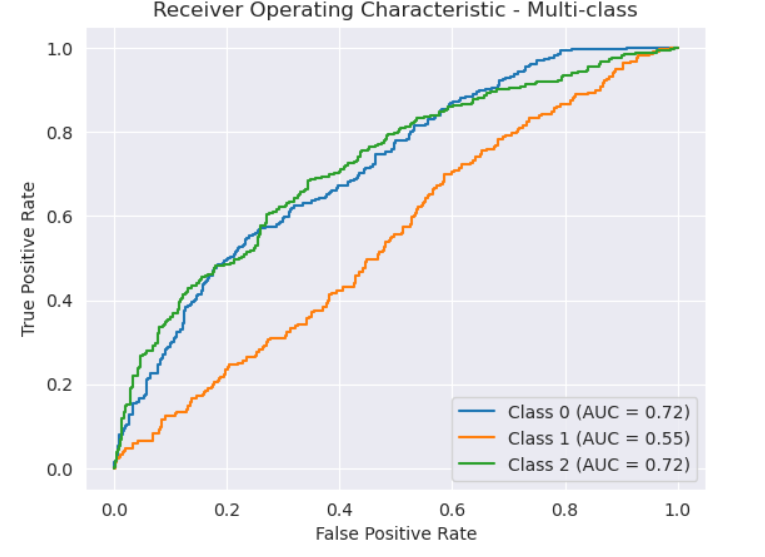 Receiver Operating Characteristic - Multi-class
1.0
0.8
0.6
0.4
0.2
0.0
True Positive Rate
Class 0 (AUC = 0.72)
Class 1 (AUC = 0.55)
Class 2 (AUC = 0.72)
0.0 0.2 0.4 0.6 0.8 1.0
False Positive Rate